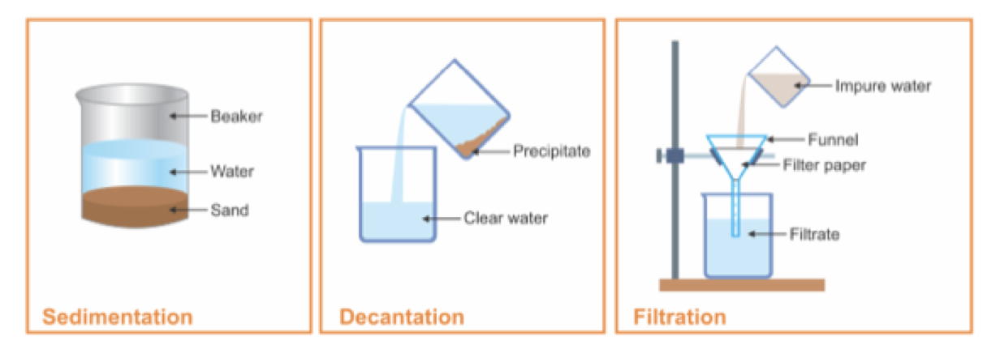 Beaker
Water
Sand
Sedimentation
Precipitate
Clear water
Decantation
Impure water
Funnel
Filter paper
Filtrate
Filtration